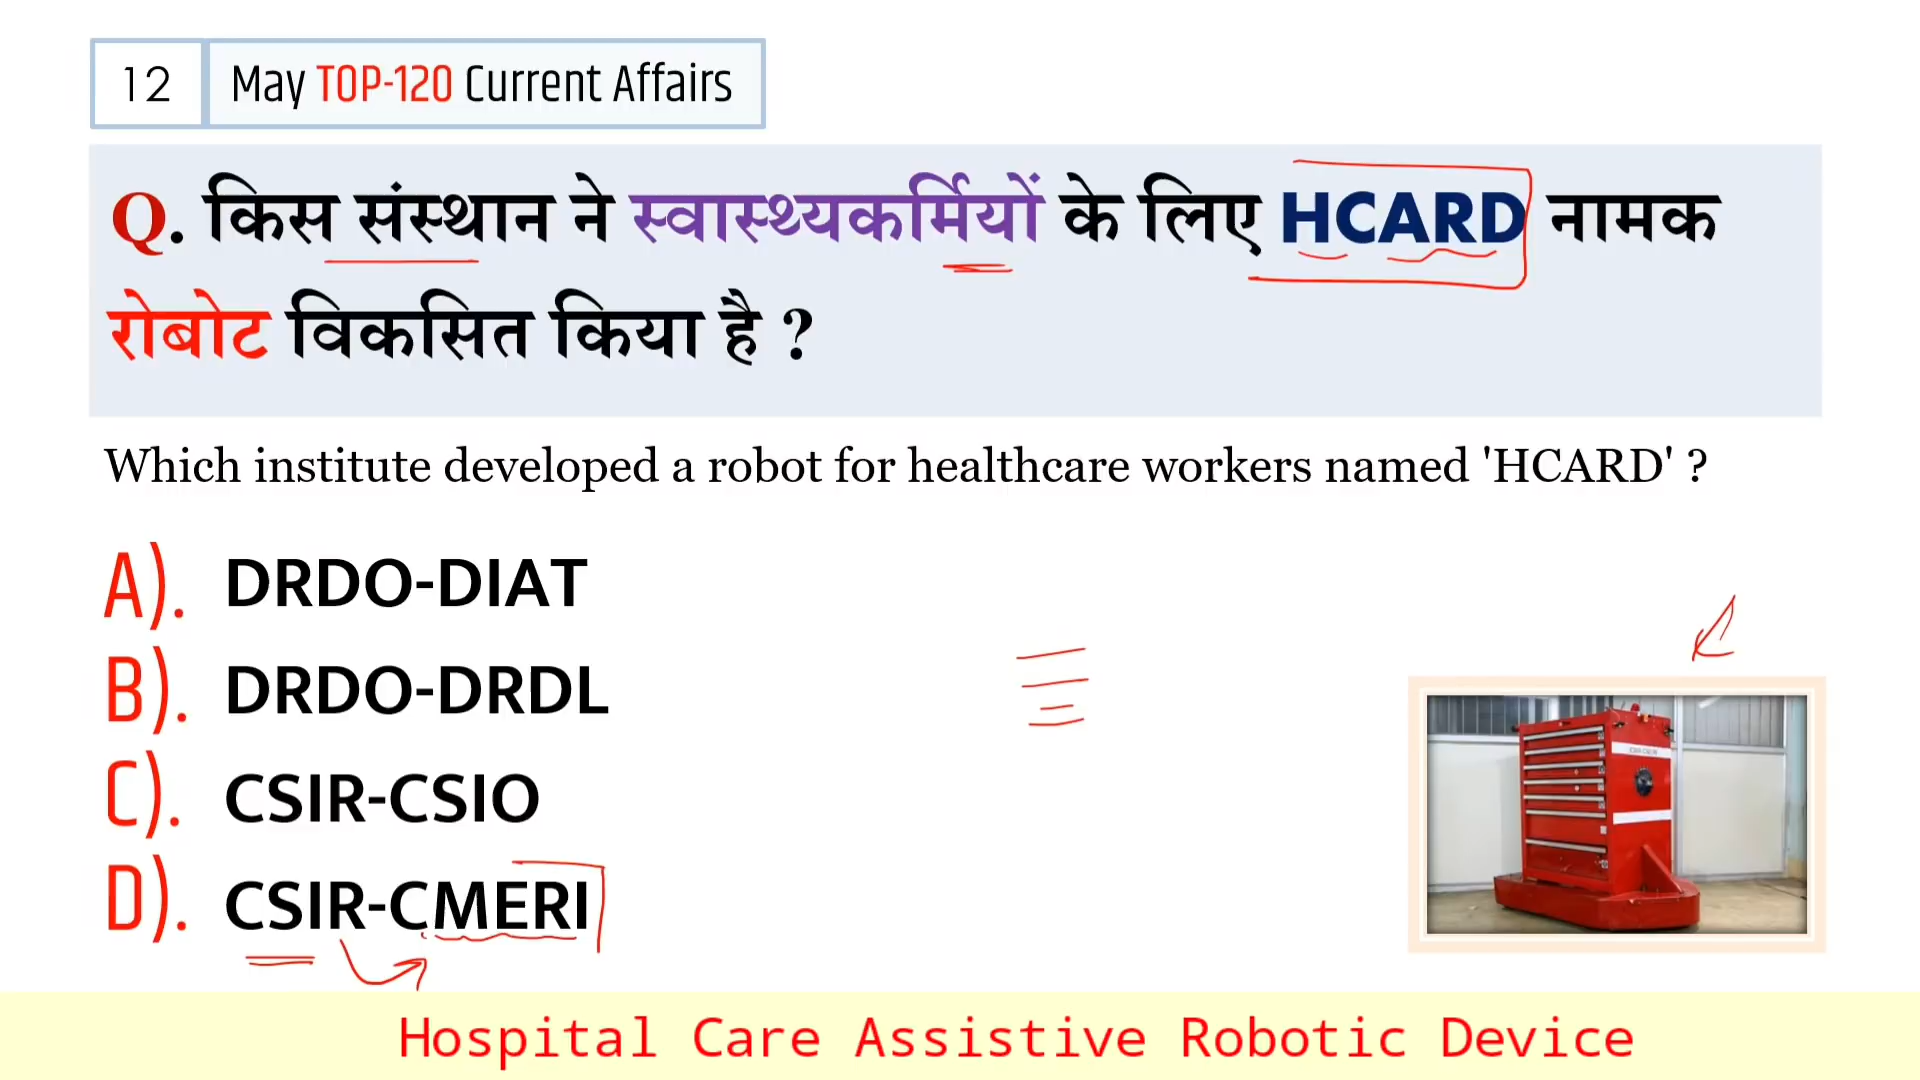 12 May TOP-120 Current Affairs
Q. किस संस्थान ने स्वास्थ्यकर्मियों के लिए HCARD नामक
रोबोट विकसित किया है ?
Which institute developed a robot for healthcare workers named 'HCARD' ?
A). DRDO-DIAT
B). DRDO-DRDL
C). CSIR-CSIO
D). CSIR-CMERI
Hospital Care Assistive Robotic Device